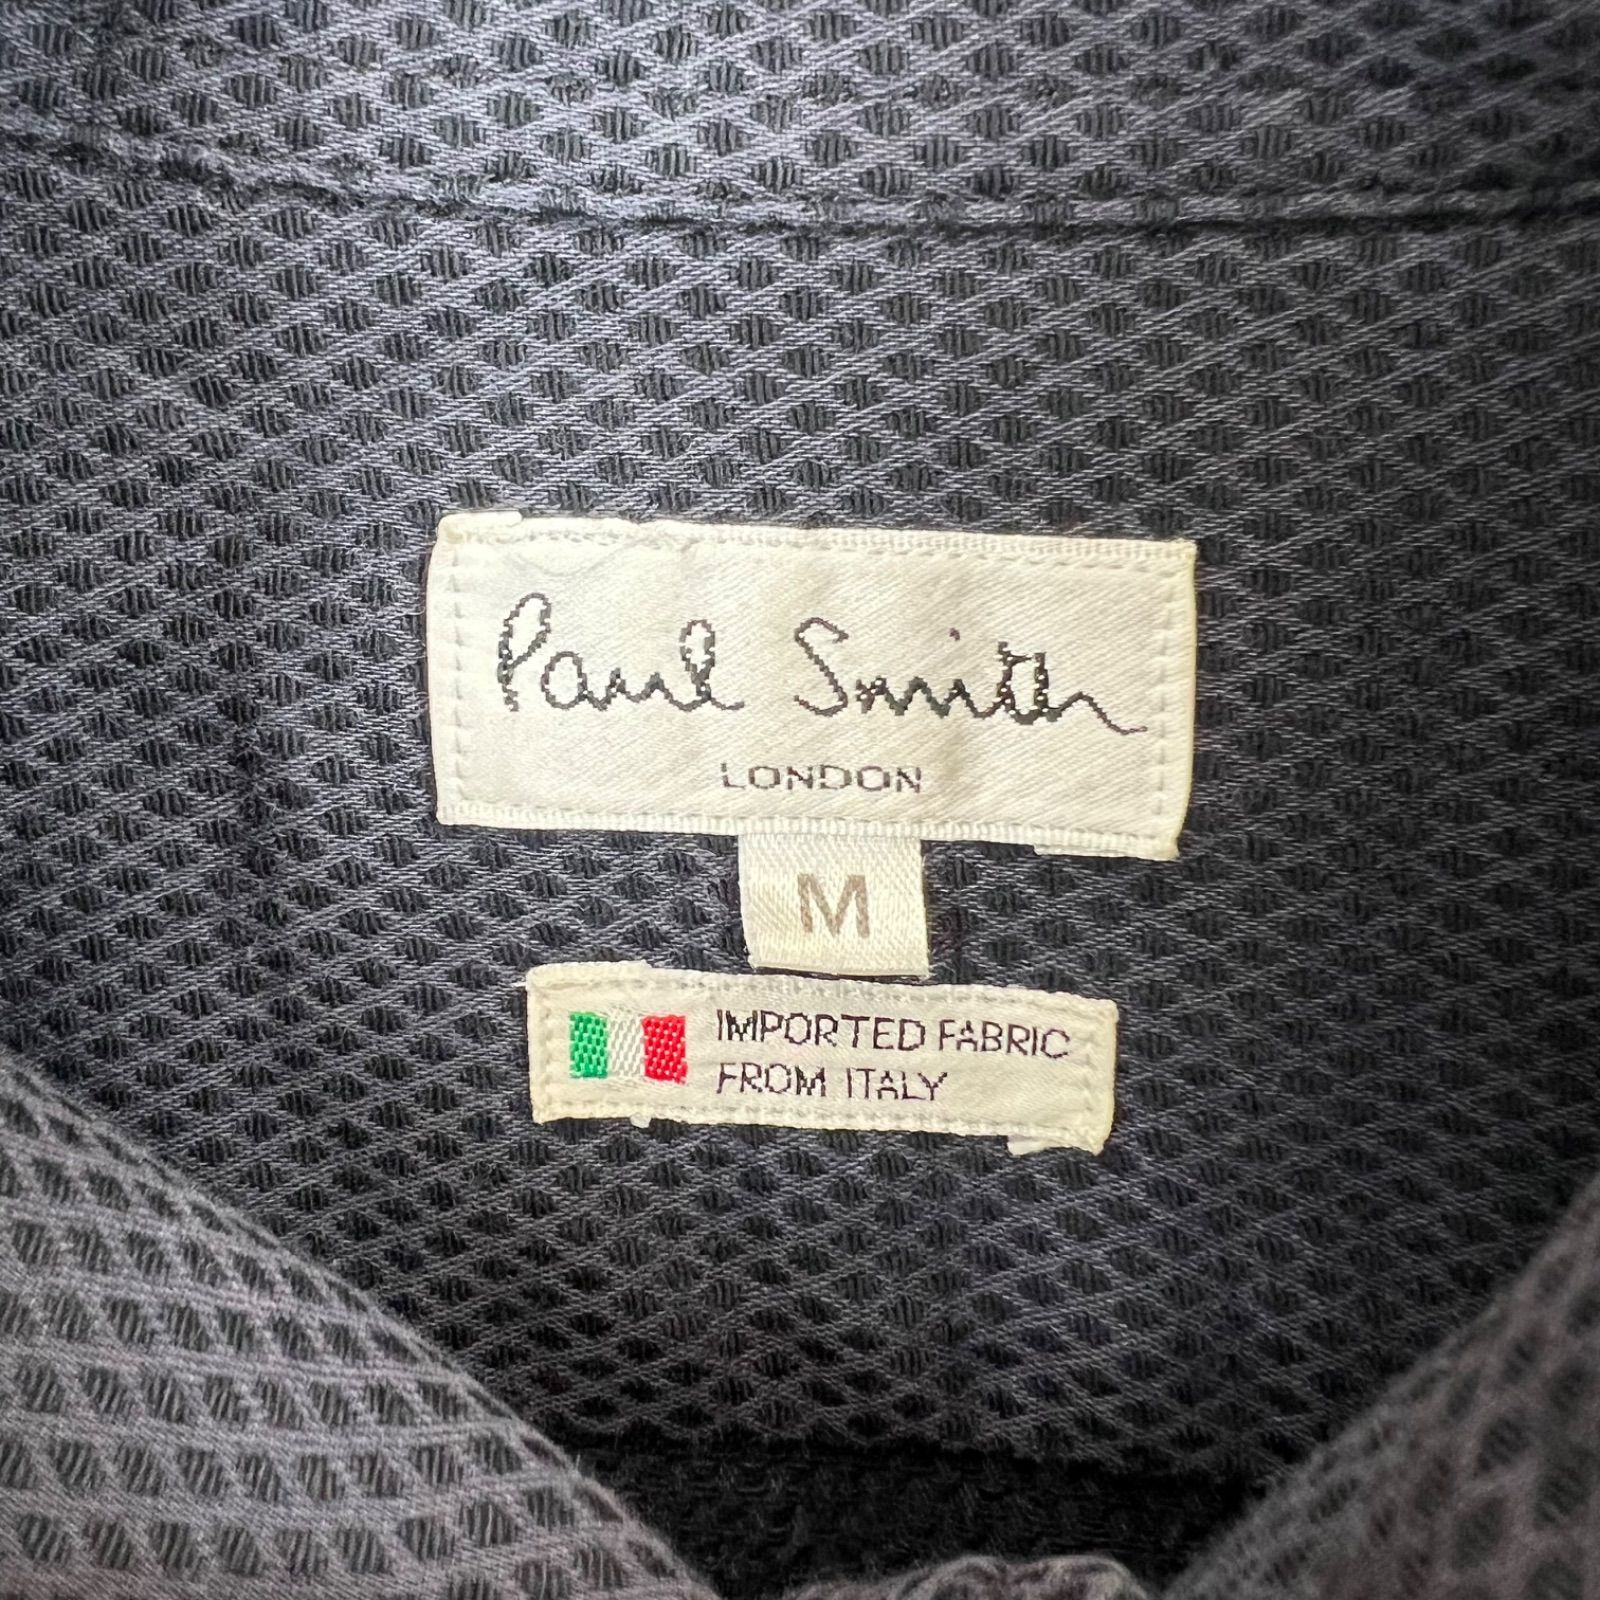 Paul Smith
LONDON
M
IMPORTED FABRIC
FROM ITALY